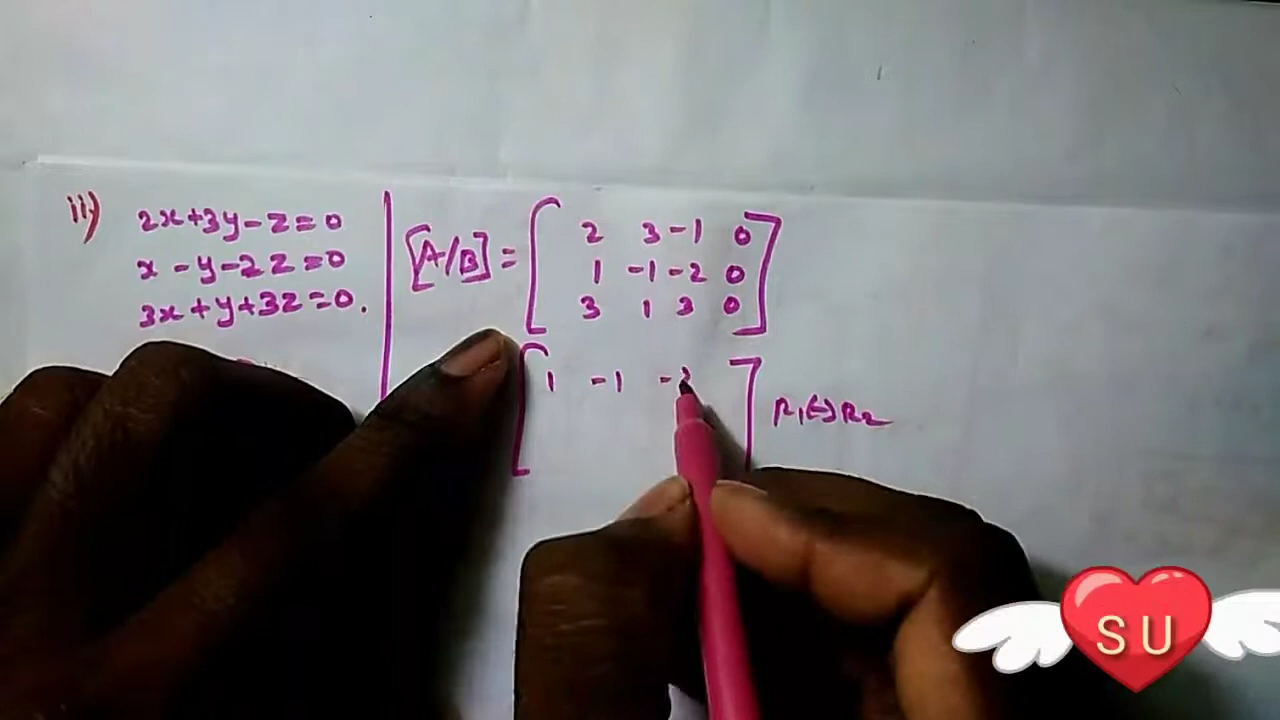 ii)
2x+3y-z=0
x-y-2z=0
3x+y+3z=0.
[A/B] = [ 2 3 -1 0
1 -1 -2 0
3 1 3 0 ]
[ 1 -1 - ] R₁↔R₂
SU